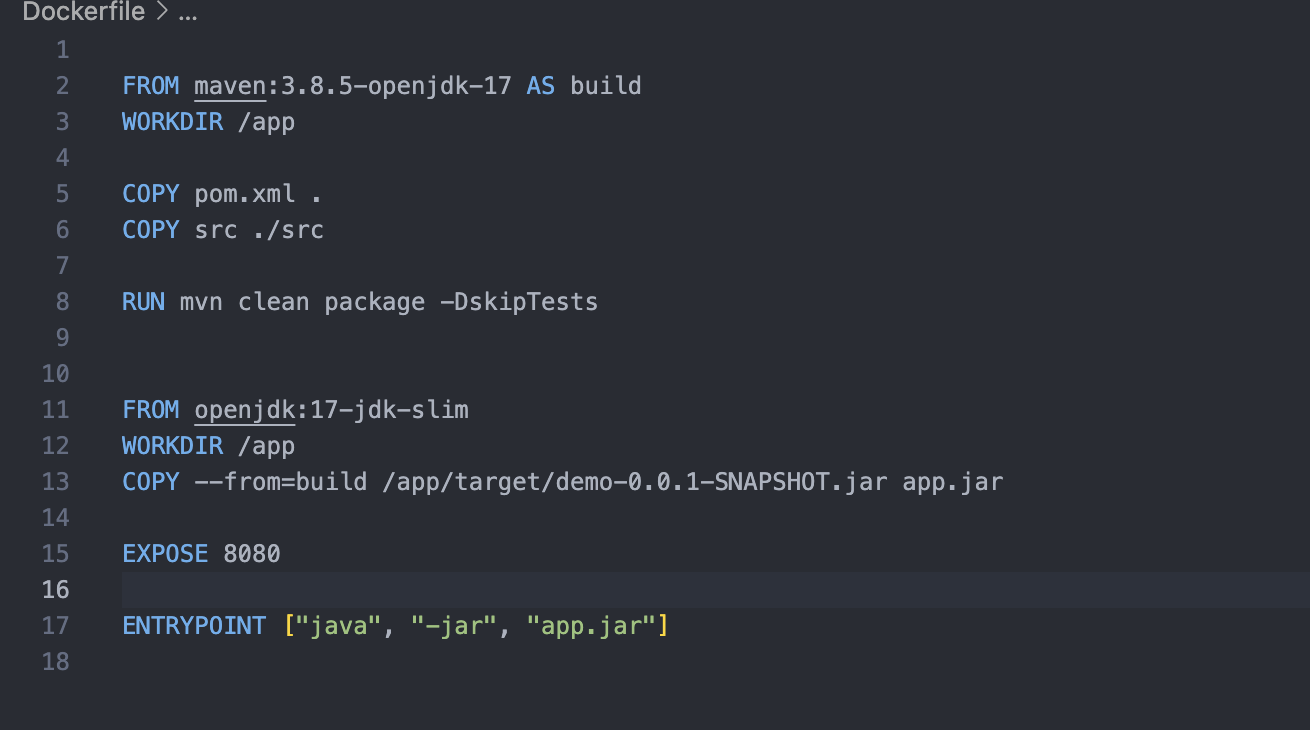 Dockerfile > ...
1
2 FROM maven:3.8.5-openjdk-17 AS build
3 WORKDIR /app
4
5 COPY pom.xml .
6 COPY src ./src
7
8 RUN mvn clean package -DskipTests
9
10
11 FROM openjdk:17-jdk-slim
12 WORKDIR /app
13 COPY --from=build /app/target/demo-0.0.1-SNAPSHOT.jar app.jar
14
15 EXPOSE 8080
16
17 ENTRYPOINT ["java", "-jar", "app.jar"]
18